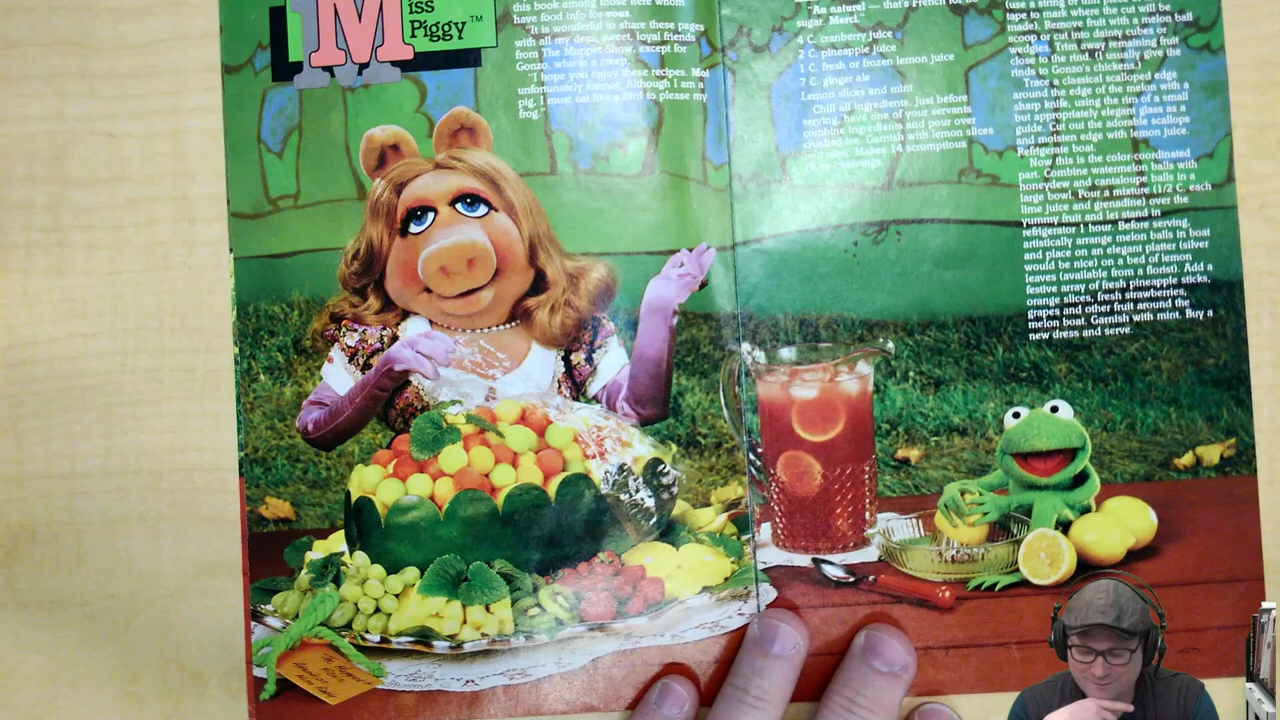 M
iss
Piggy™
this book among those here whom
have food info for vous.
"It is wonderful to share these pages
with all my dear, sweet, loyal friends
from The Muppet Show, except for
Gonzo, who is a creep.
"I hope you enjoy these recipes. Moi
unfortunately cannot. Although I am a
pig, I must eat like a bird to please my
frog."
"Au naturel — that's French for no
sugar. Merci."
4 C. cranberry juice
2 C. pineapple juice
1 C. fresh or frozen lemon juice
7 C. ginger ale
Lemon slices and mint
Chill all ingredients. Just before
serving, have one of your servants
combine ingredients and pour over
crushed ice. Garnish with lemon slices
and mint. Makes 14 scrumptious
servings.
(use a string or thin piece of
tape to mark where the cut will be
made). Remove fruit with a melon ball
scoop or cut into dainty cubes or
wedgies. Trim away remaining fruit
close to the rind. (I usually give the
rinds to Gonzo's chickens.)
Trace a classical scalloped edge
around the edge of the melon with a
sharp knife, using the rim of a small
but appropriately elegant glass as a
guide. Cut out the adorable scallops
and moisten edge with lemon juice.
Refrigerate boat.
Now this is the color-coordinated
part. Combine watermelon balls with
honeydew and cantaloupe balls in a
large bowl. Pour a mixture (1/2 C. each
lime juice and grenadine) over the
yummy fruit and let stand in
refrigerator 1 hour. Before serving,
artistically arrange melon balls in boat
and place on an elegant platter (silver
would be nice) on a bed of lemon
leaves (available from a florist). Add a
festive array of fresh pineapple sticks,
orange slices, fresh strawberries,
grapes and other fruit around the
melon boat. Garnish with mint. Buy a
new dress and serve.